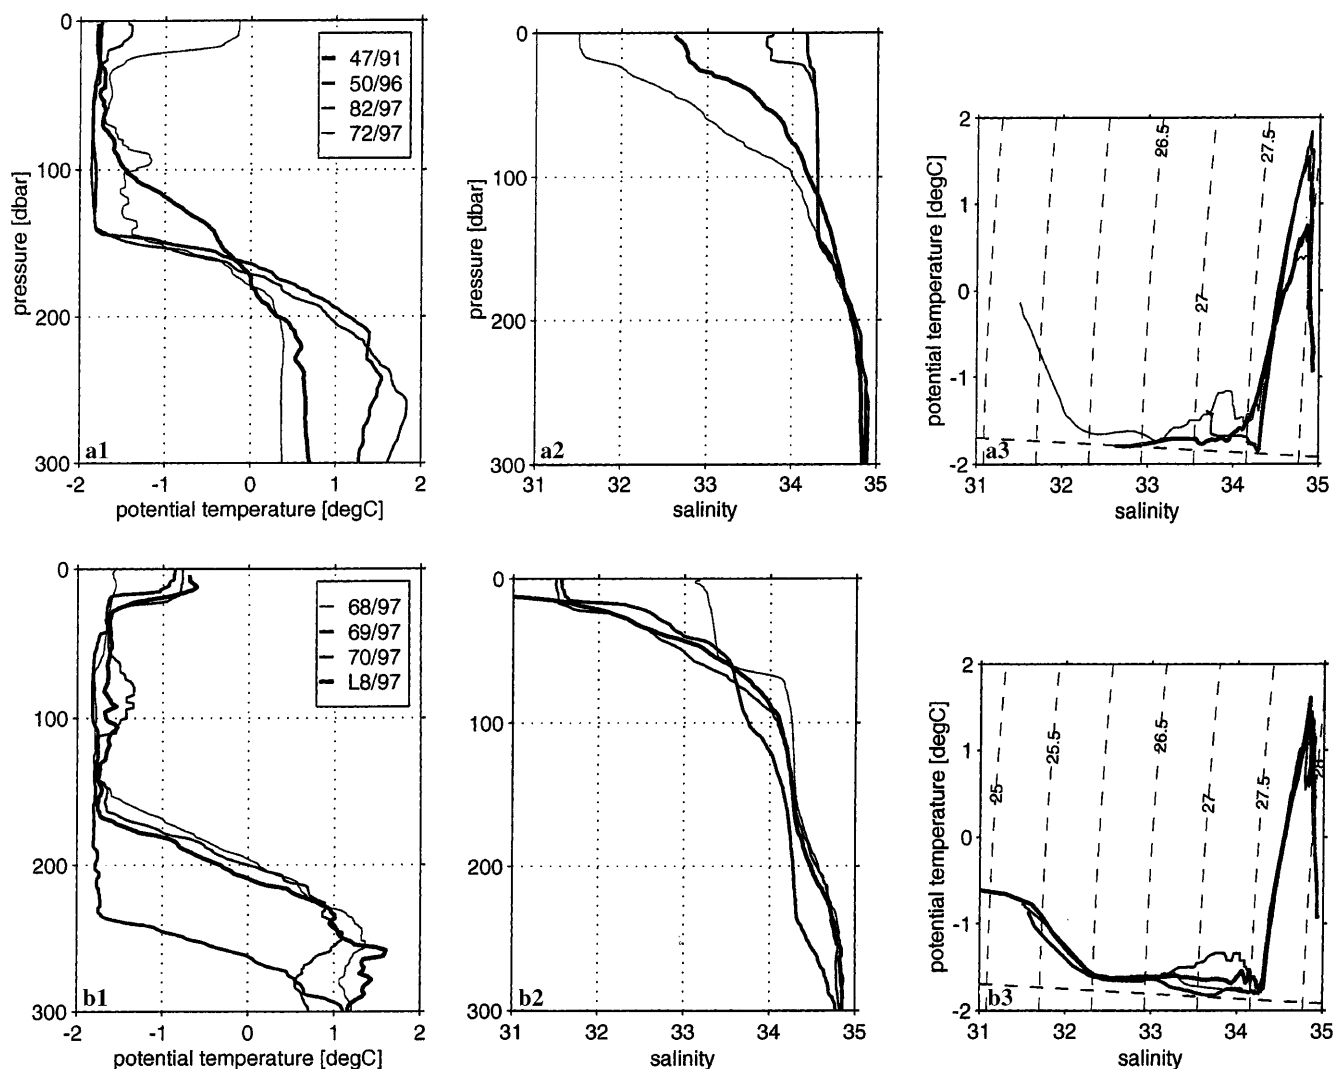 0
100
200
300
pressure [dbar]
47/91
50/96
82/97
72/97
a1
-2 -1 0 1 2
potential temperature [degC]
0
100
200
300
pressure [dbar]
a2
31 32 33 34 35
salinity
2
1
0
-1
-2
potential temperature [degC]
26.5
27.5
27
a3
31 32 33 34 35
salinity
0
100
200
300
68/97
69/97
70/97
L8/97
b1
-2 -1 0 1 2
potential temperature [degC]
0
100
200
300
b2
31 32 33 34 35
salinity
2
1
0
-1
-2
potential temperature [degC]
25
25.5
26.5
27
27.5
28
b3
31 32 33 34 35
salinity